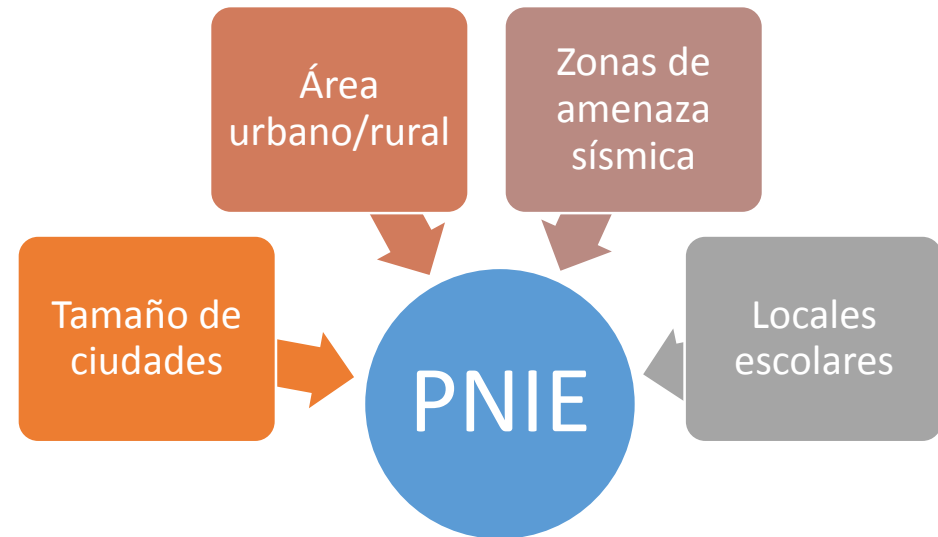 Tamaño de
ciudades
Área
urbano/rural
Zonas de
amenaza
sísmica
Locales
escolares
PNIE